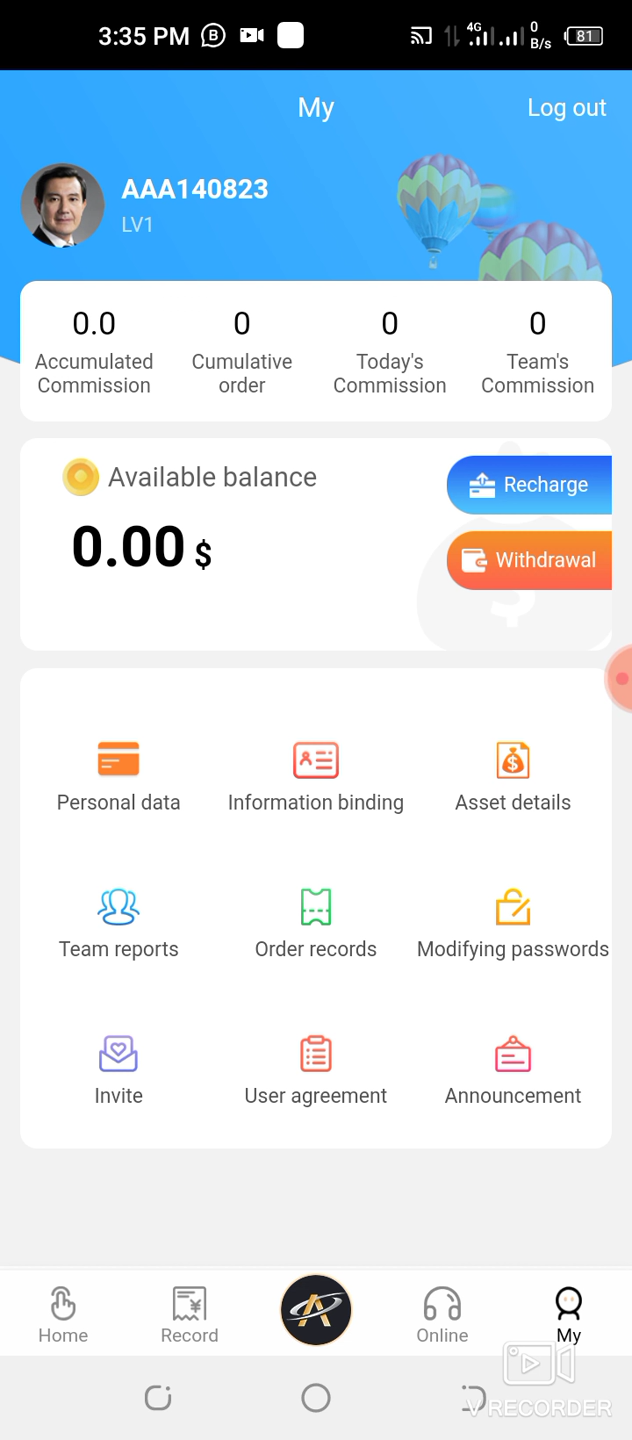 3:35 PM B 4G 0 B/s 81
My Log out
AAA140823
LV1
0.0 0 0 0
Accumulated Cumulative Today's Team's
Commission order Commission Commission
Available balance Recharge
0.00 $
Withdrawal
Personal data Information binding Asset details
Team reports Order records Modifying passwords
Invite User agreement Announcement
Home Record Online My
V RECORDER